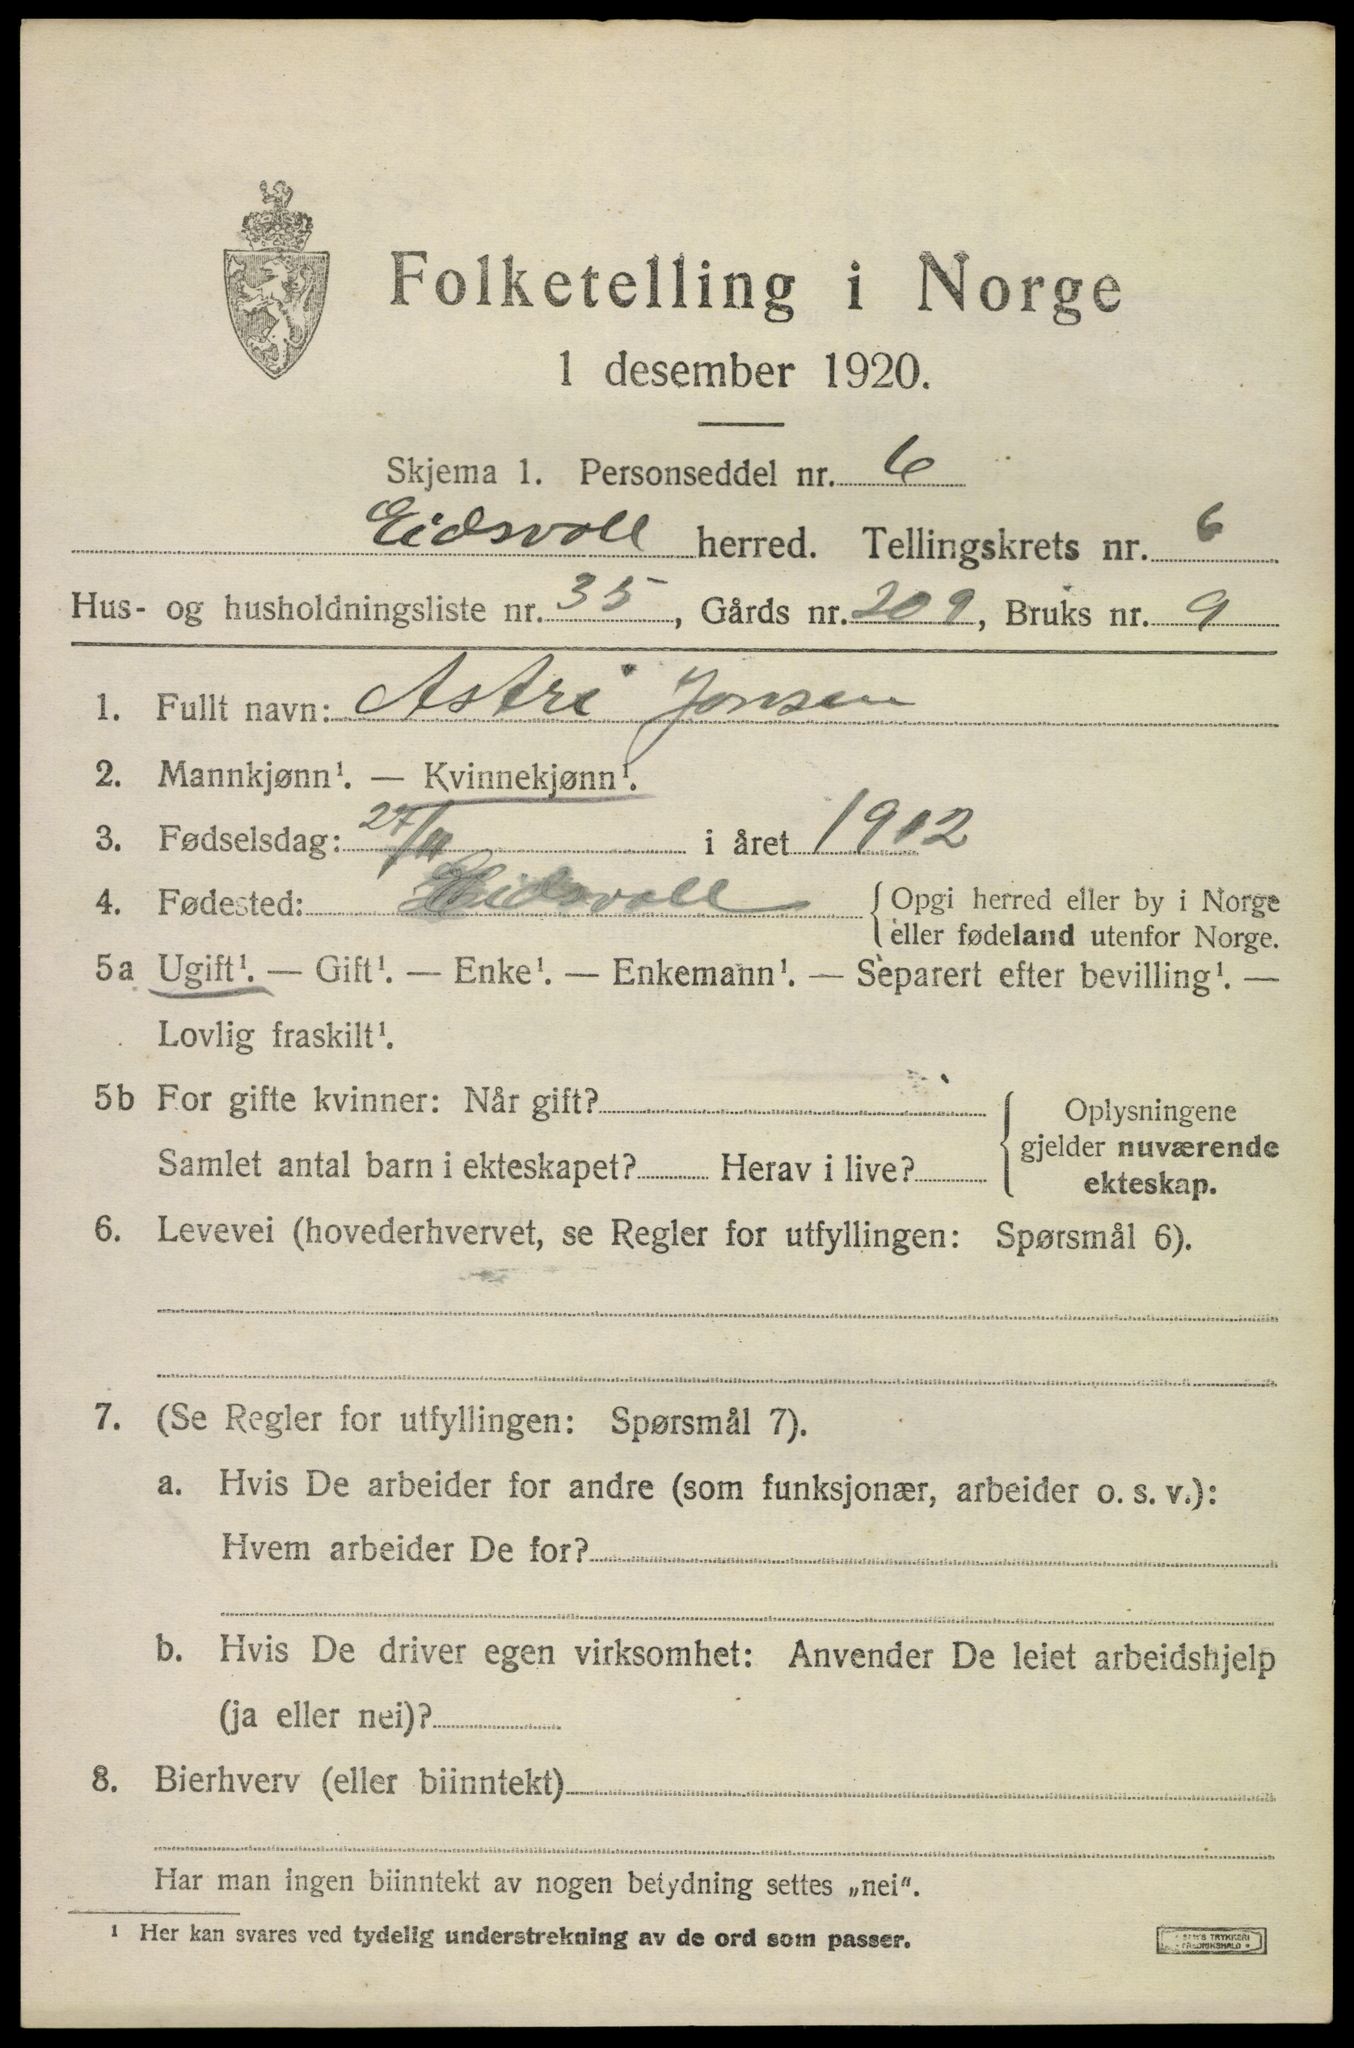 Folketelling i Norge
1 desember 1920.
Skjema 1. Personseddel nr. 6
Eidsvoll herred. Tellingskrets nr. 6
Hus- og husholdningsliste nr. 35, Gårds nr. 209, Bruks nr. 9
1. Fullt navn: Astri Jonsen
2. Mannkjønn¹. — Kvinnekjønn¹.
3. Fødselsdag: 27/11 i året 1912
4. Fødested: Eidsvoll {Opgi herred eller by i Norge
eller fødeland utenfor Norge.
5a Ugift¹. — Gift¹. — Enke¹. — Enkemann¹. — Separert efter bevilling¹. —
Lovlig fraskilt¹.
5b For gifte kvinner: Når gift?
Samlet antal barn i ekteskapet? Herav i live?
{Oplysningene
gjelder nuværende
ekteskap.
6. Levevei (hovederhvervet, se Regler for utfyllingen: Spørsmål 6).
7. (Se Regler for utfyllingen: Spørsmål 7).
a. Hvis De arbeider for andre (som funksjonær, arbeider o. s. v.):
Hvem arbeider De for?
b. Hvis De driver egen virksomhet: Anvender De leiet arbeidshjelp
(ja eller nei)?
8. Bierhverv (eller biinntekt)
Har man ingen biinntekt av nogen betydning settes „nei".
¹ Her kan svares ved tydelig understrekning av de ord som passer.
TRYKKERI
FREDRIKSHALD